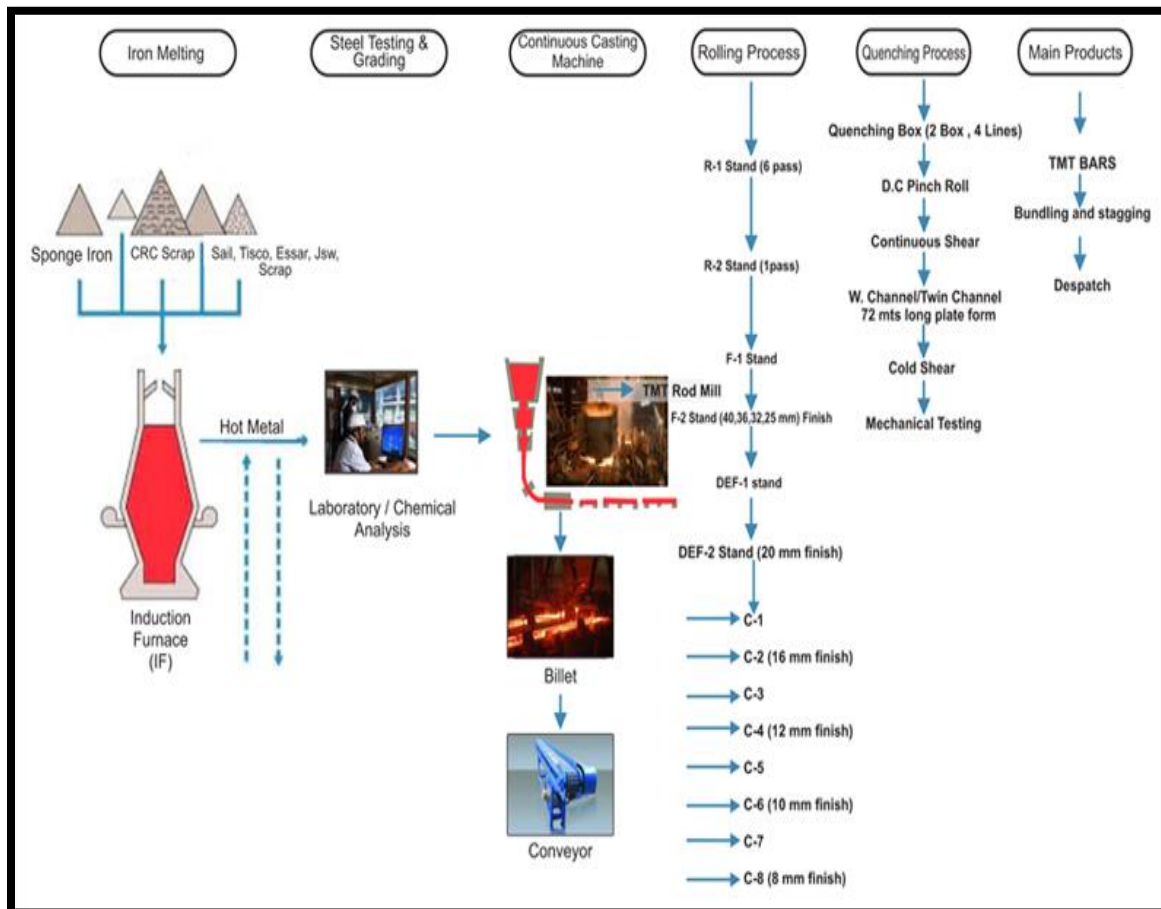 Iron Melting
Steel Testing &
Grading
Continuous Casting
Machine
Rolling Process
Quenching Process
Main Products
Sponge Iron
CRC Scrap
Sail, Tisco, Essar, Jsw,
Scrap
Hot Metal
Induction
Furnace
(IF)
Laboratory / Chemical
Analysis
TMT Rod Mill
Billet
Conveyor
R-1 Stand (6 pass)
R-2 Stand (1pass)
F-1 Stand
F-2 Stand (40,36,32,25 mm) Finish
DEF-1 stand
DEF-2 Stand (20 mm finish)
C-1
C-2 (16 mm finish)
C-3
C-4 (12 mm finish)
C-5
C-6 (10 mm finish)
C-7
C-8 (8 mm finish)
Quenching Box (2 Box , 4 Lines)
D.C Pinch Roll
Continuous Shear
W. Channel/Twin Channel
72 mts long plate form
Cold Shear
Mechanical Testing
TMT BARS
Bundling and stagging
Despatch